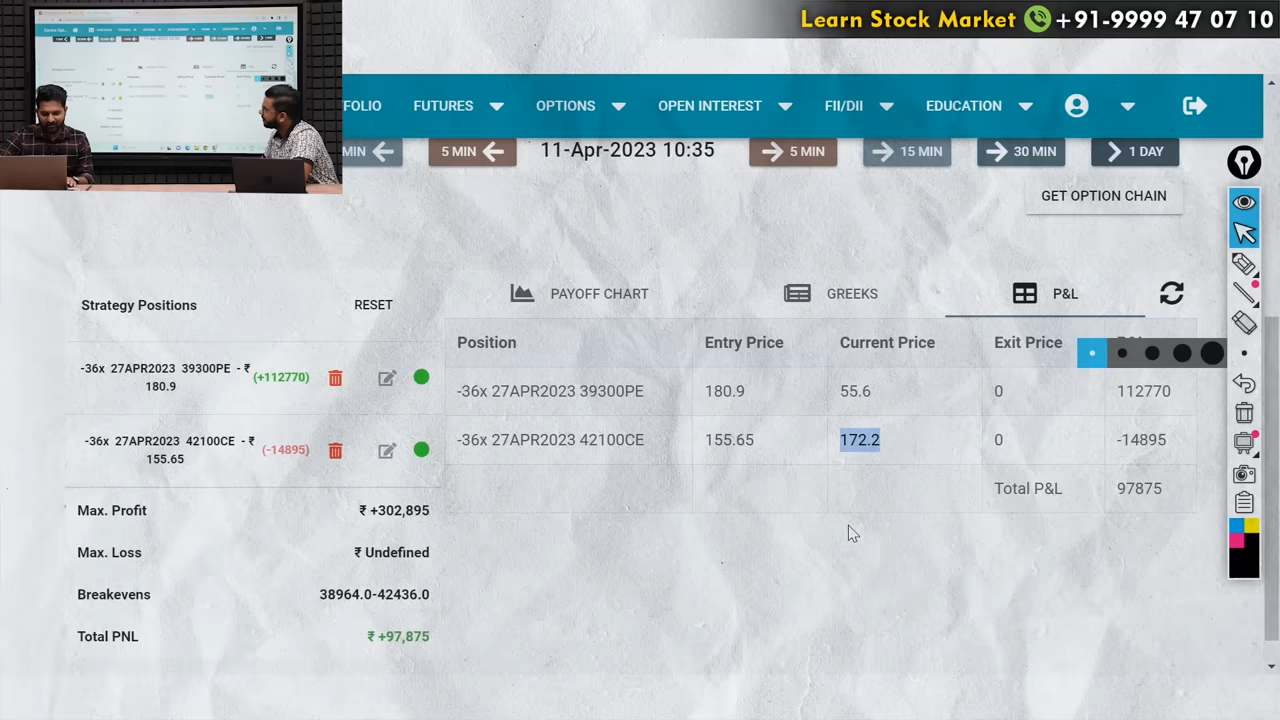 Learn Stock Market +91-9999 47 07 10
FOLIO FUTURES OPTIONS OPEN INTEREST FII/DII EDUCATION
MIN 5 MIN 11-Apr-2023 10:35 5 MIN 15 MIN 30 MIN 1 DAY
GET OPTION CHAIN
Strategy Positions RESET
PAYOFF CHART GREEKS P&L
Position Entry Price Current Price Exit Price
-36x 27APR2023 39300PE - ₹ 180.9 (+112770)
-36x 27APR2023 39300PE 180.9 55.6 0 112770
-36x 27APR2023 42100CE - ₹ 155.65 (-14895)
-36x 27APR2023 42100CE 155.65 172.2 0 -14895
Total P&L 97875
Max. Profit ₹ +302,895
Max. Loss ₹ Undefined
Breakevens 38964.0-42436.0
Total PNL ₹ +97,875